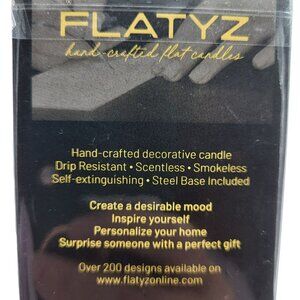 FLATYZ
hand-crafted flat candles
Hand-crafted decorative candle
Drip Resistant • Scentless • Smokeless
Self-extinguishing • Steel Base Included
Create a desirable mood
Inspire yourself
Personalize your home
Surprise someone with a perfect gift
Over 200 designs available on
www.flatyzonline.com